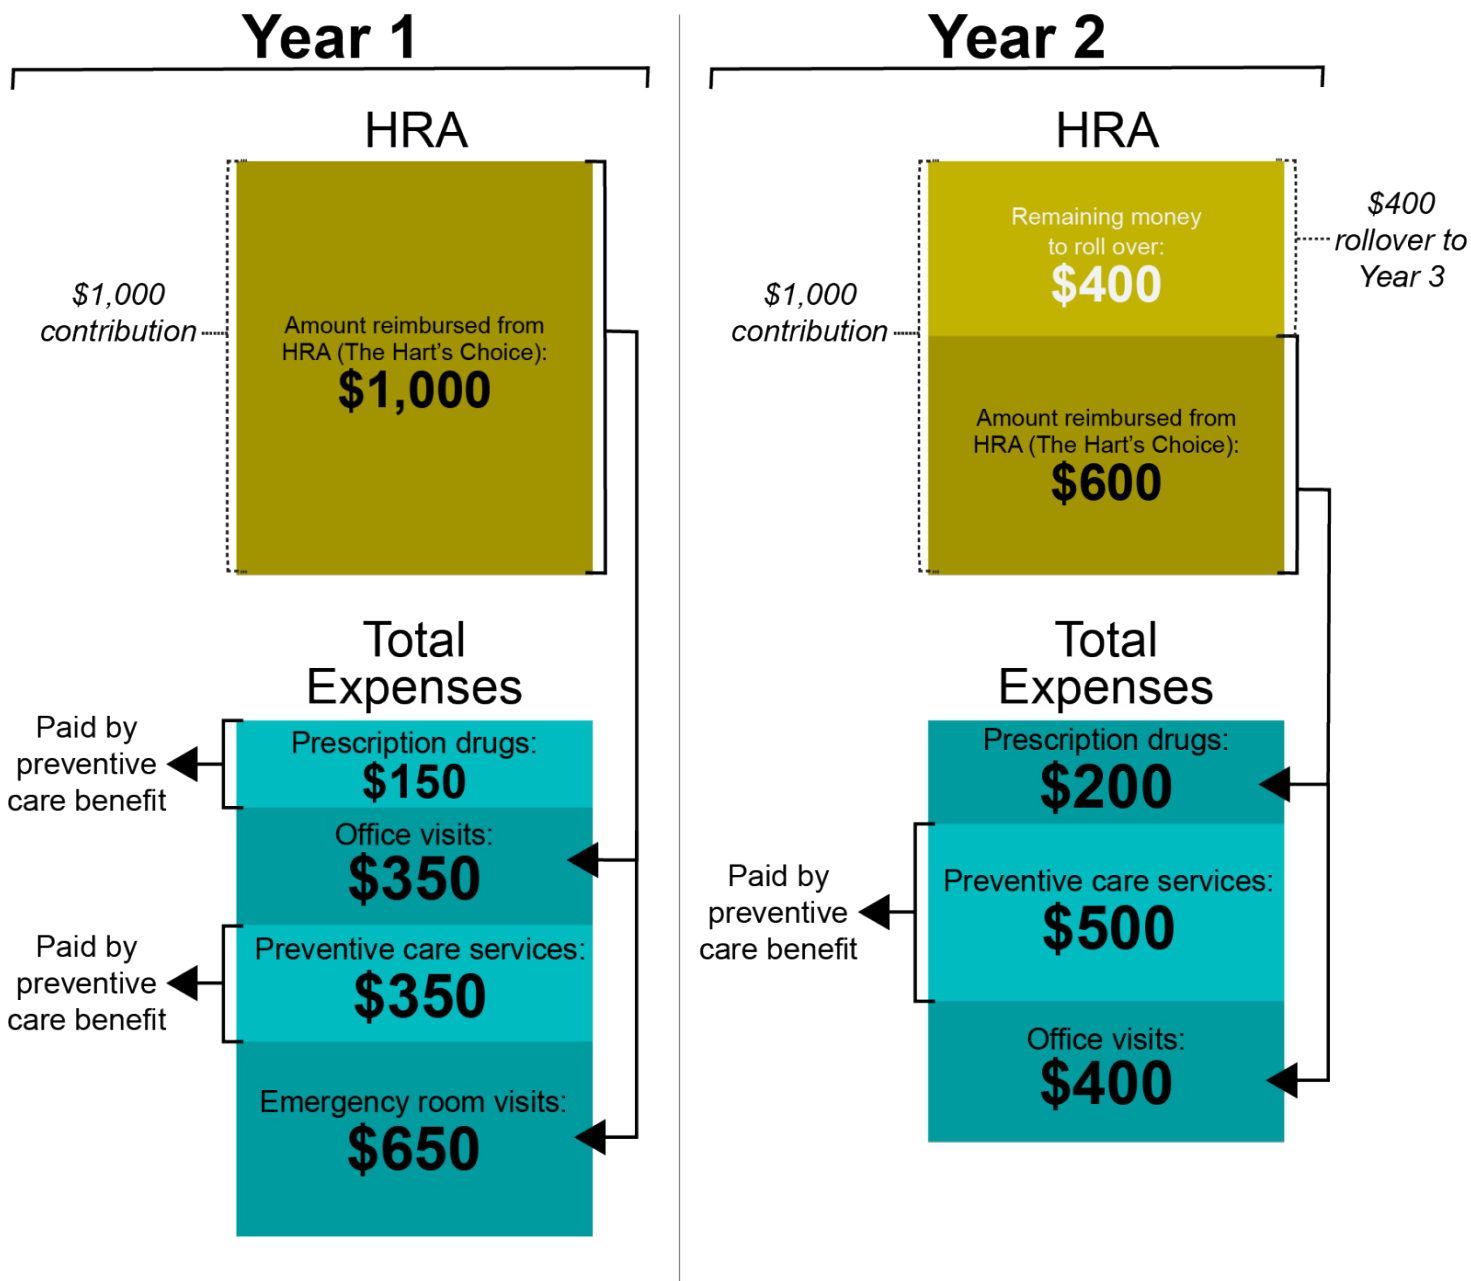 Year 1
HRA
$1,000
contribution
Amount reimbursed from
HRA (The Hart's Choice):
$1,000
Total
Expenses
Paid by
preventive
care benefit
Prescription drugs:
$150
Office visits:
$350
Paid by
preventive
care benefit
Preventive care services:
$350
Emergency room visits:
$650
Year 2
HRA
$1,000
contribution
Remaining money
to roll over:
$400
$400
rollover to
Year 3
Amount reimbursed from
HRA (The Hart's Choice):
$600
Total
Expenses
Prescription drugs:
$200
Paid by
preventive
care benefit
Preventive care services:
$500
Office visits:
$400